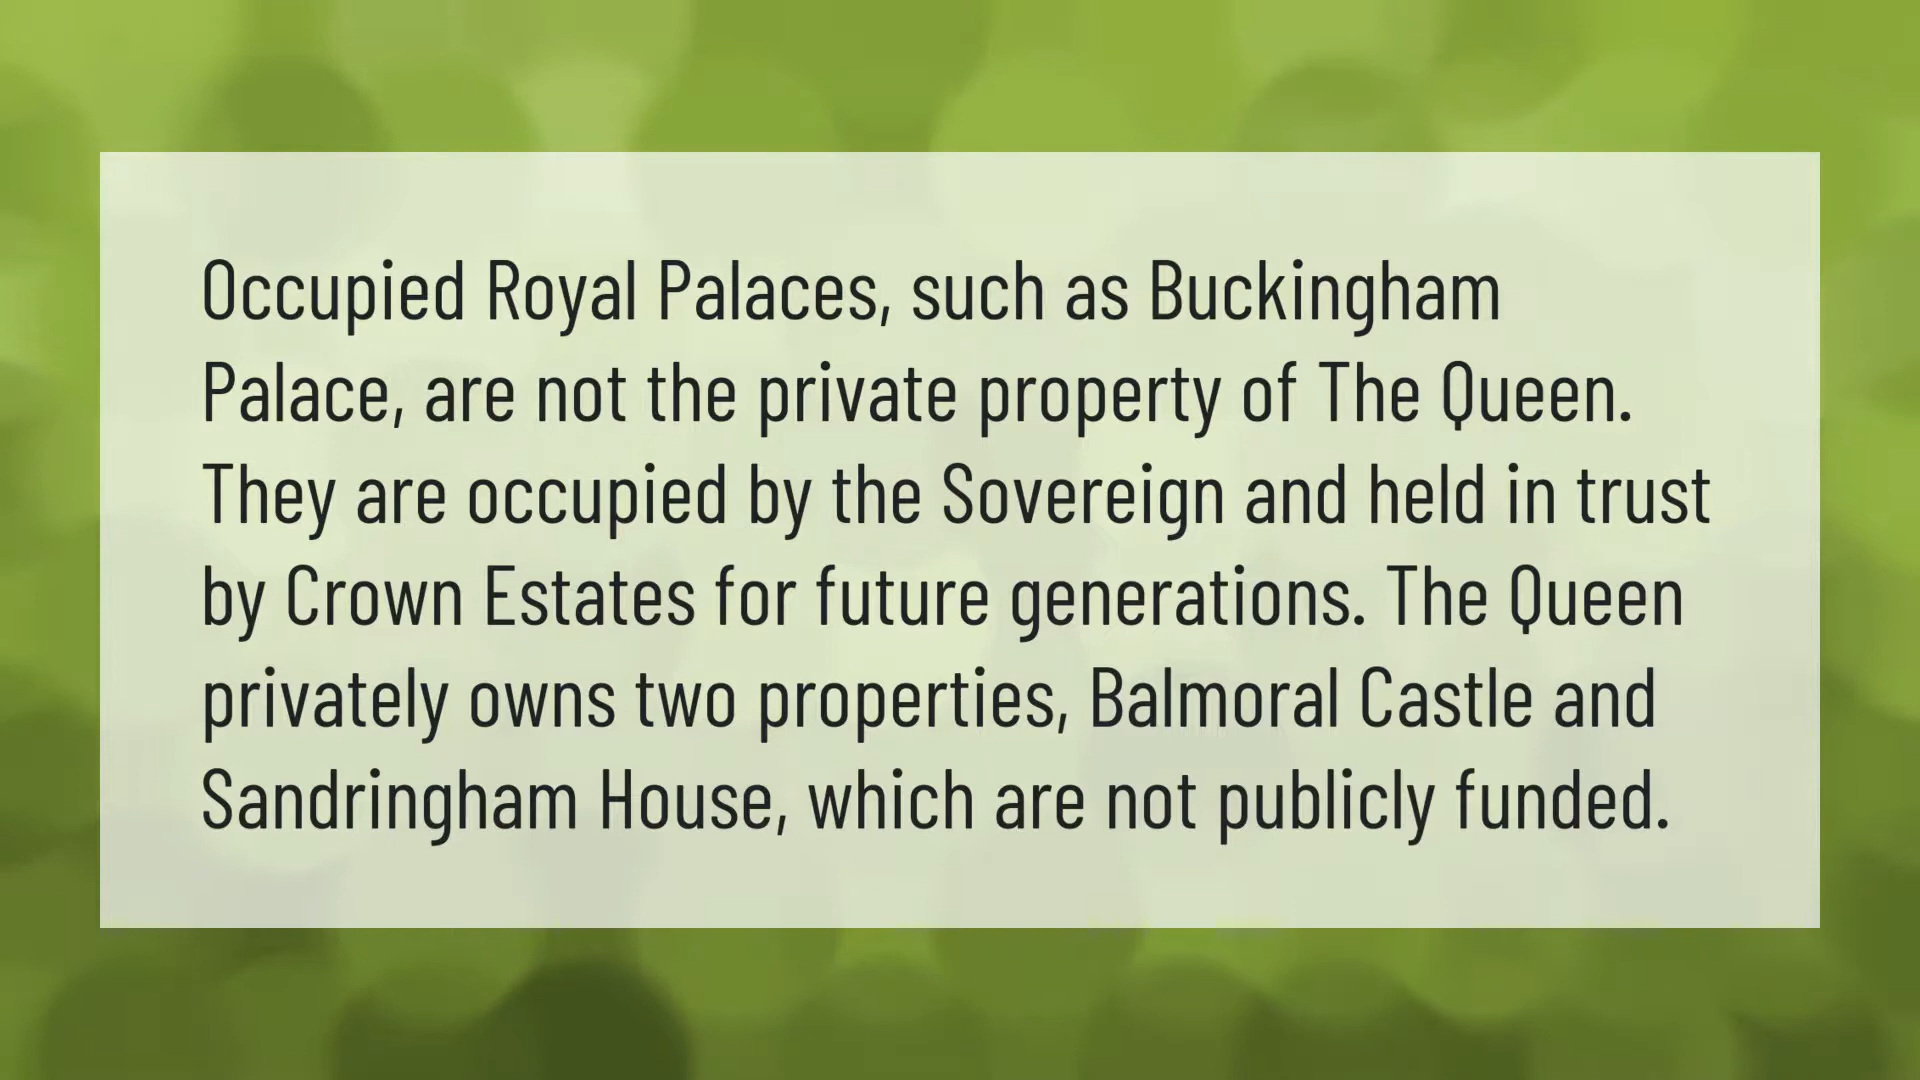 Occupied Royal Palaces, such as Buckingham
Palace, are not the private property of The Queen.
They are occupied by the Sovereign and held in trust
by Crown Estates for future generations. The Queen
privately owns two properties, Balmoral Castle and
Sandringham House, which are not publicly funded.